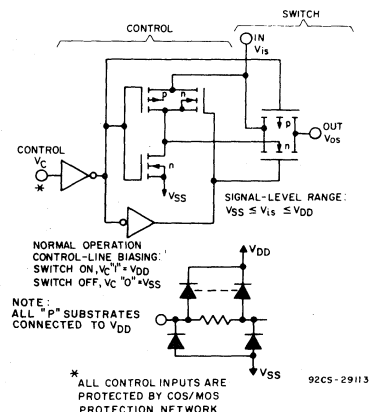 SWITCH
CONTROL
IN
Vis
p
n
p
n
OUT
Vos
CONTROL
VC
*
n
VSS
SIGNAL-LEVEL RANGE:
VSS ≤ Vis ≤ VDD
NORMAL OPERATION
CONTROL-LINE BIASING:
SWITCH ON, VC "1" = VDD
SWITCH OFF, VC "0" = VSS
VDD
NOTE:
ALL "P" SUBSTRATES
CONNECTED TO VDD
VSS
* ALL CONTROL INPUTS ARE
PROTECTED BY COS/MOS
PROTECTION NETWORK
92CS-29113